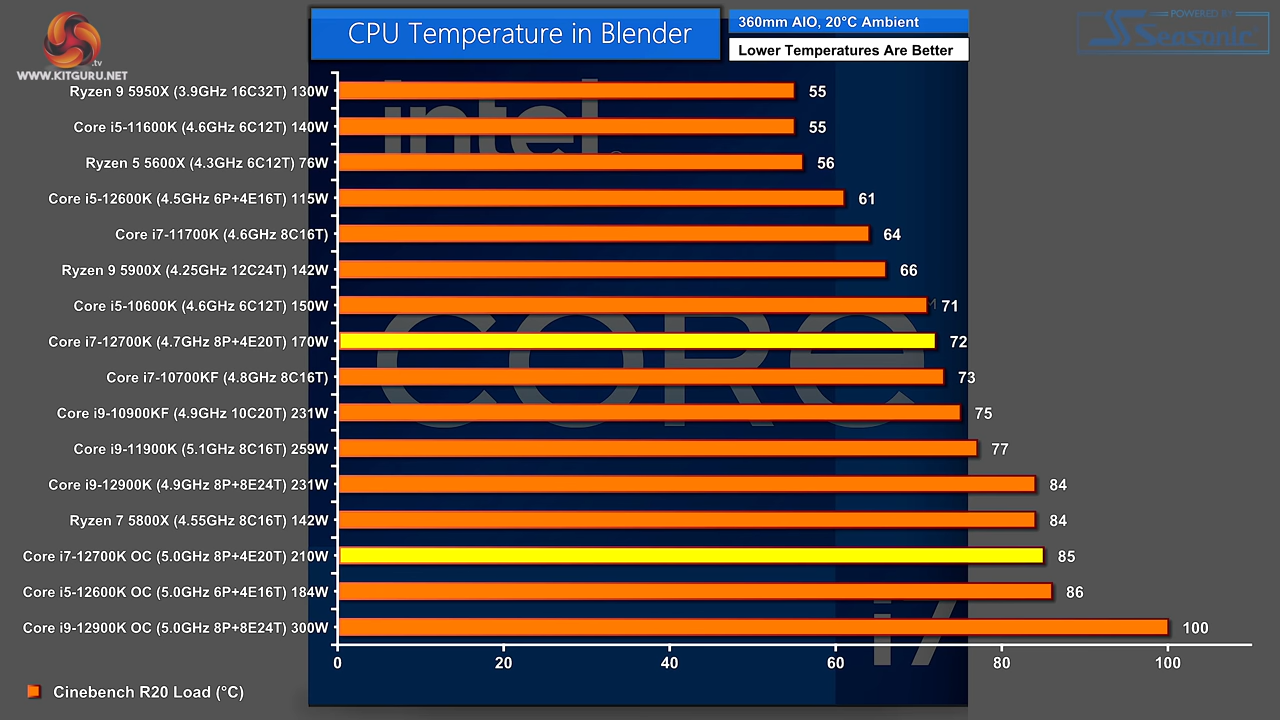 CPU Temperature in Blender
360mm AIO, 20°C Ambient
Lower Temperatures Are Better
POWERED BY
Seasonic
.tv
WWW.KITGURU.NET
intel
CORE
i7
Ryzen 9 5950X (3.9GHz 16C32T) 130W 55
Core i5-11600K (4.6GHz 6C12T) 140W 55
Ryzen 5 5600X (4.3GHz 6C12T) 76W 56
Core i5-12600K (4.5GHz 6P+4E16T) 115W 61
Core i7-11700K (4.6GHz 8C16T) 64
Ryzen 9 5900X (4.25GHz 12C24T) 142W 66
Core i5-10600K (4.6GHz 6C12T) 150W 71
Core i7-12700K (4.7GHz 8P+4E20T) 170W 72
Core i7-10700KF (4.8GHz 8C16T) 73
Core i9-10900KF (4.9GHz 10C20T) 231W 75
Core i9-11900K (5.1GHz 8C16T) 259W 77
Core i9-12900K (4.9GHz 8P+8E24T) 231W 84
Ryzen 7 5800X (4.55GHz 8C16T) 142W 84
Core i7-12700K OC (5.0GHz 8P+4E20T) 210W 85
Core i5-12600K OC (5.0GHz 6P+4E16T) 184W 86
Core i9-12900K OC (5.0GHz 8P+8E24T) 300W 100
0 20 40 60 80 100
Cinebench R20 Load (°C)